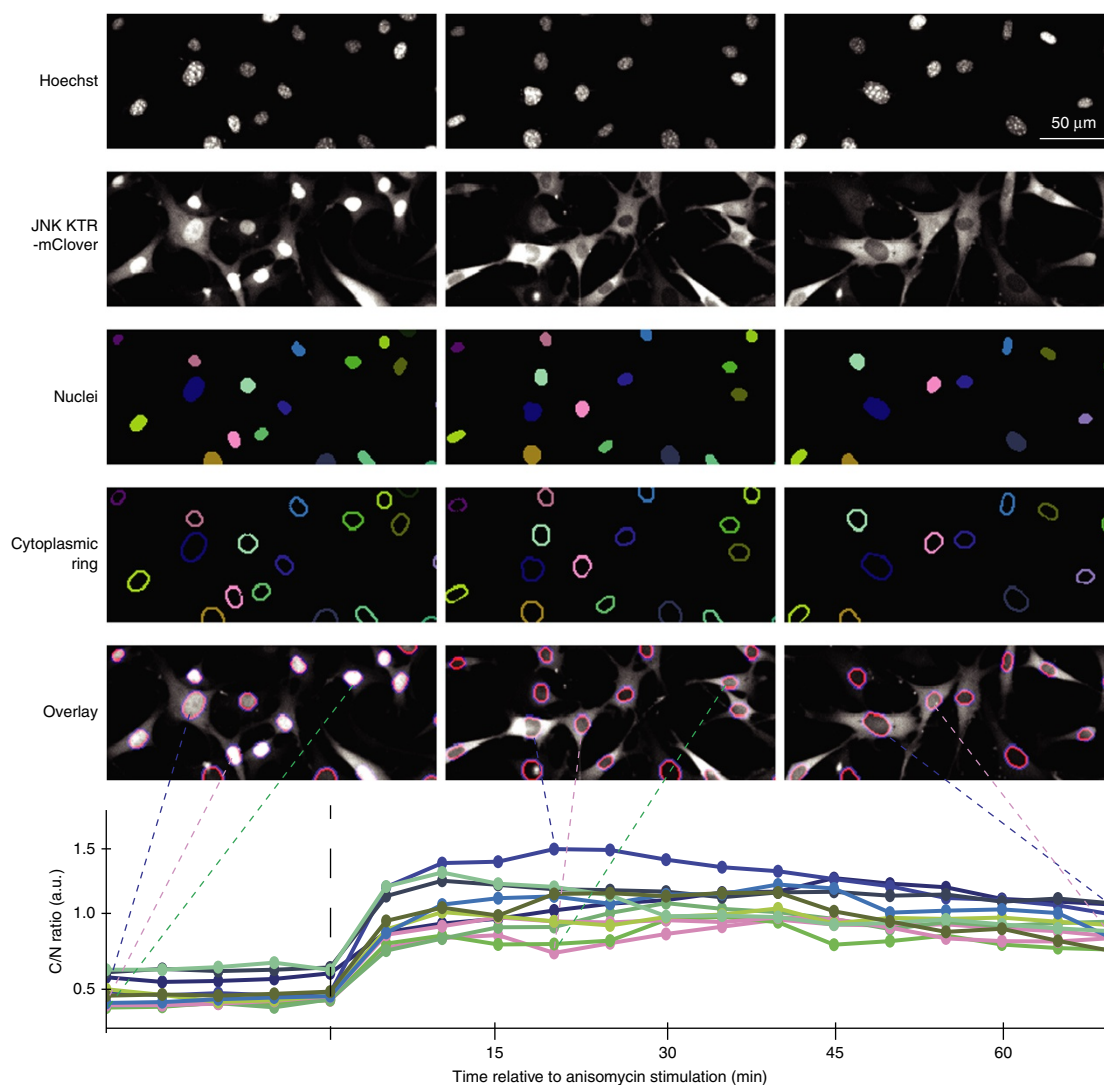 Hoechst
50 μm
JNK KTR
-mClover
Nuclei
Cytoplasmic
ring
Overlay
1.5
1.0
0.5
C/N ratio (a.u.)
15
30
45
60
Time relative to anisomycin stimulation (min)